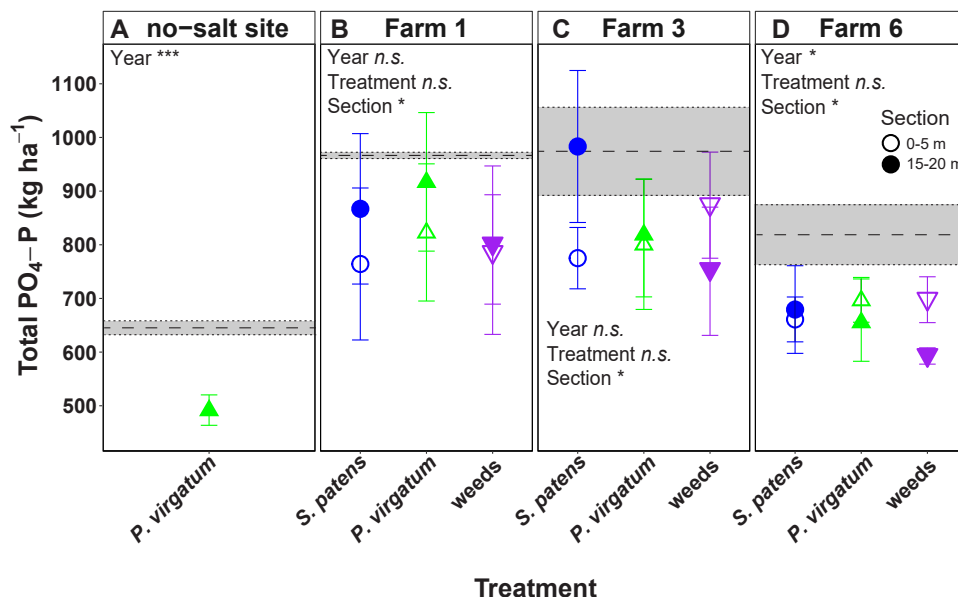 A no−salt site
B Farm 1
C Farm 3
D Farm 6
Total PO4−P (kg ha−1)
1100
1000
900
800
700
600
500
Year ***
Year n.s.
Treatment n.s.
Section *
Year n.s.
Treatment n.s.
Section *
Year *
Treatment n.s.
Section *
Section
0-5 m
15-20 m
P. virgatum
S. patens
P. virgatum
weeds
S. patens
P. virgatum
weeds
S. patens
P. virgatum
weeds
Treatment